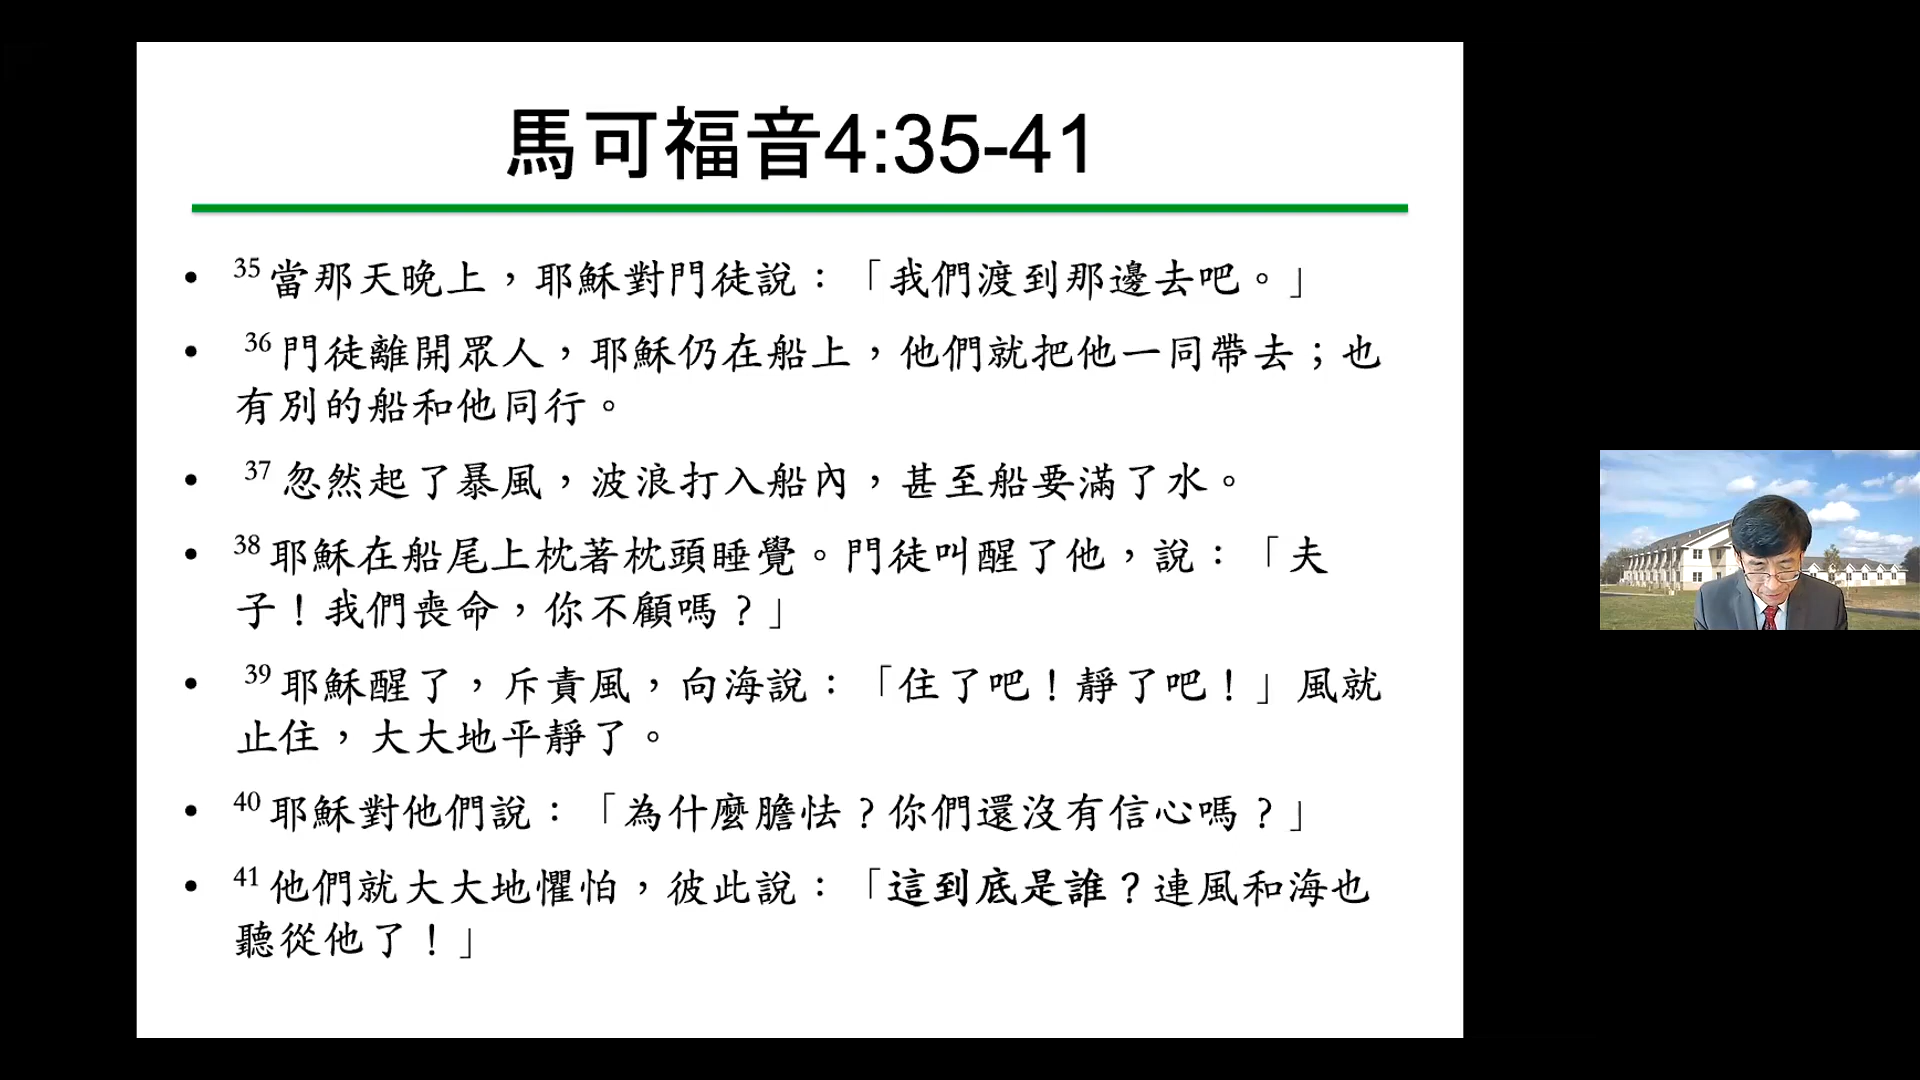 馬可福音4:35-41
• 35 當那天晚上，耶穌對門徒說：「我們渡到那邊去吧。」
• 36 門徒離開眾人，耶穌仍在船上，他們就把他一同帶去；也
有別的船和他同行。
• 37 忽然起了暴風，波浪打入船內，甚至船要滿了水。
• 38 耶穌在船尾上枕著枕頭睡覺。門徒叫醒了他，說：「夫
子！我們喪命，你不顧嗎？」
• 39 耶穌醒了，斥責風，向海說：「住了吧！靜了吧！」風就
止住，大大地平靜了。
• 40 耶穌對他們說：「為什麼膽怯？你們還沒有信心嗎？」
• 41 他們就大大地懼怕，彼此說：「這到底是誰？連風和海也
聽從他了！」